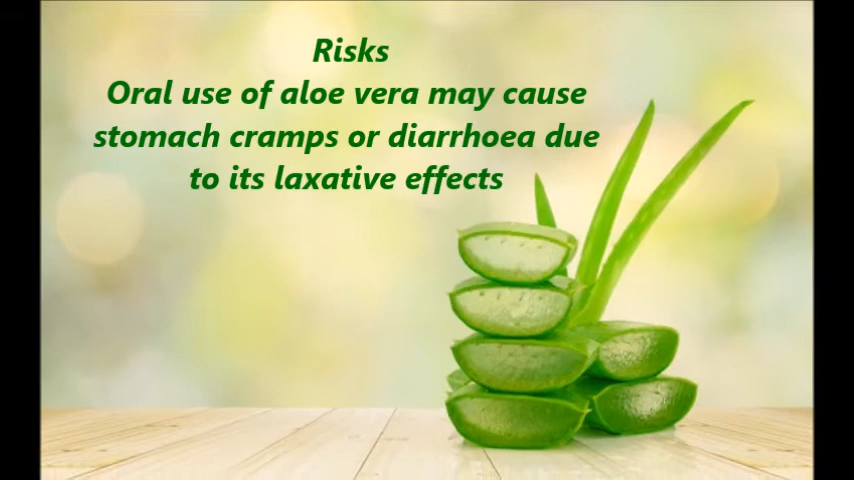 Risks
Oral use of aloe vera may cause
stomach cramps or diarrhoea due
to its laxative effects